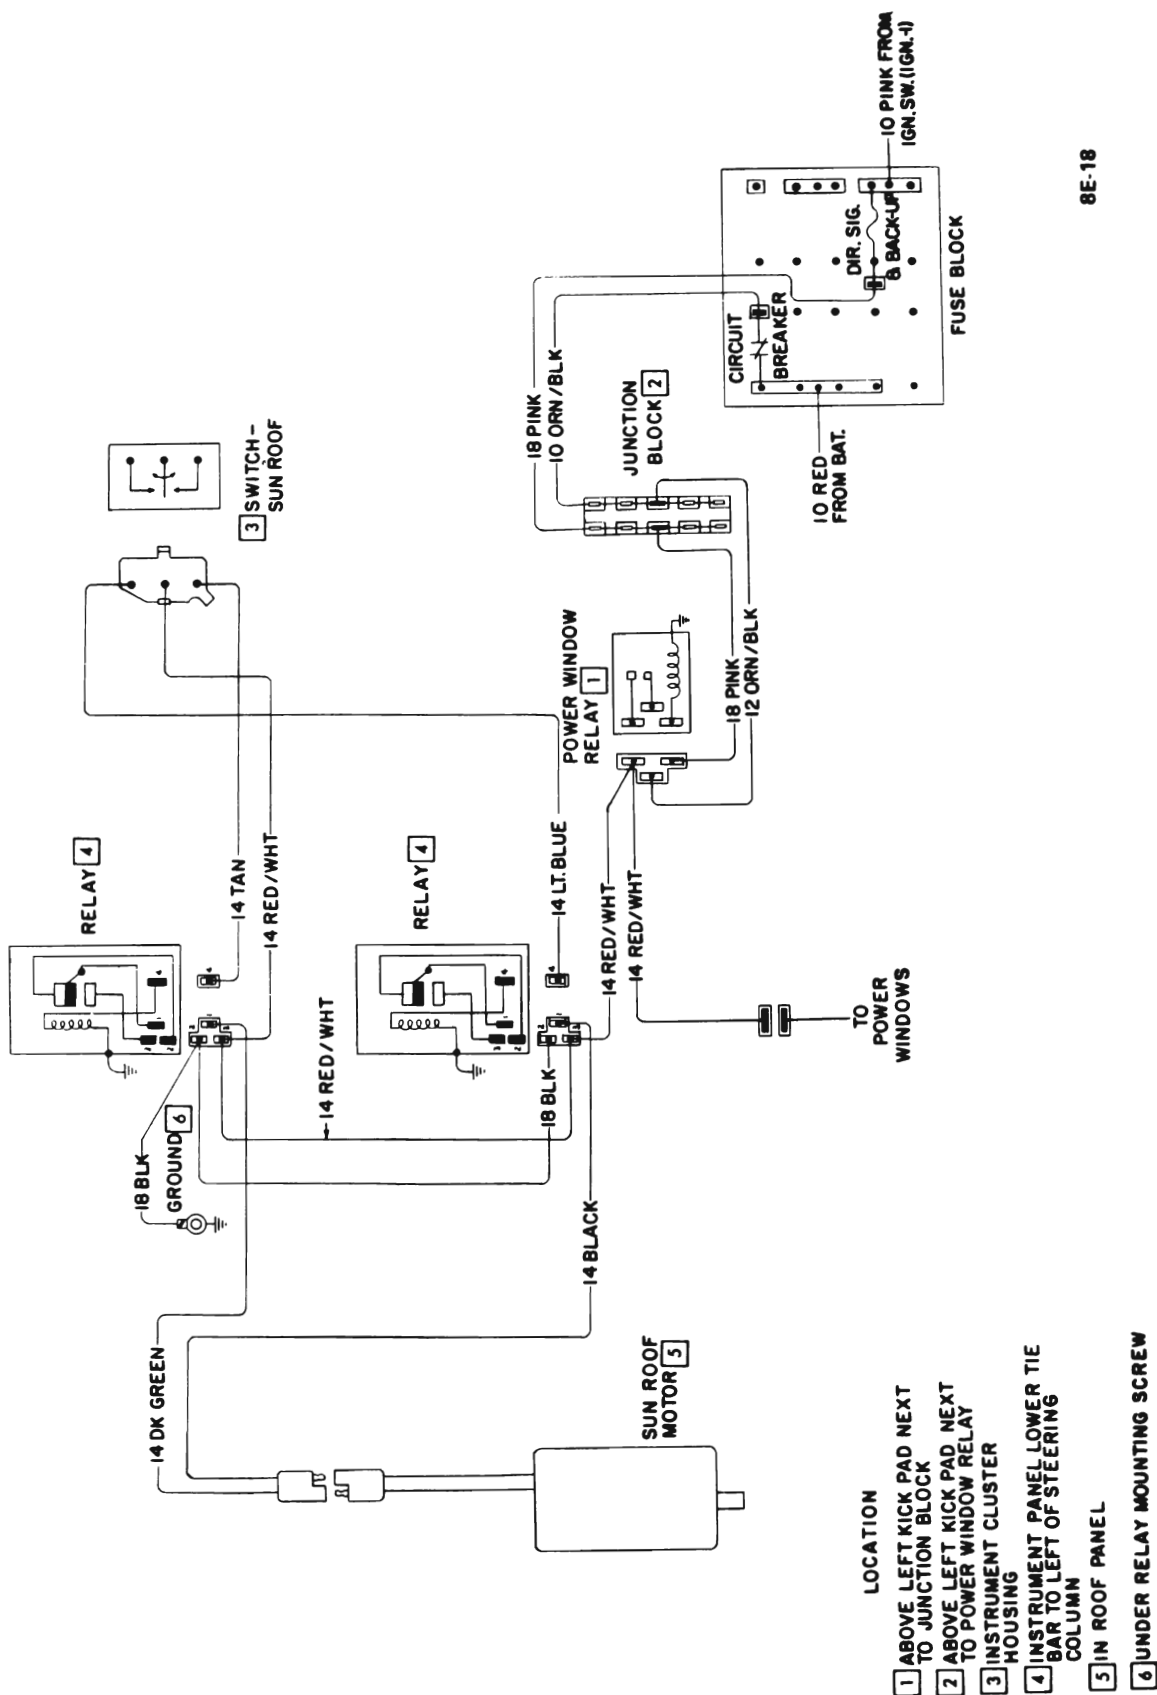 14 DK GREEN
18 BLK
GROUND 6
RELAY 4
14 TAN
14 RED/WHT
3 SWITCH –
SUN ROOF
14 RED/WHT
RELAY 4
18 BLK
14 LT. BLUE
14 BLACK
14 RED/WHT
14 RED/WHT
POWER WINDOW
RELAY 1
18 PINK
10 ORN/BLK
JUNCTION
BLOCK 2
18 PINK
12 ORN/BLK
SUN ROOF
MOTOR 5
TO
POWER
WINDOWS
CIRCUIT
BREAKER
10 RED
FROM BAT.
DIR. SIG.
& BACK-UP
10 PINK FROM
IGN. SW. (IGN.-1)
FUSE BLOCK
LOCATION
1 ABOVE LEFT KICK PAD NEXT
TO JUNCTION BLOCK
2 ABOVE LEFT KICK PAD NEXT
TO POWER WINDOW RELAY
3 INSTRUMENT CLUSTER
HOUSING
4 INSTRUMENT PANEL LOWER TIE
BAR TO LEFT OF STEERING
COLUMN
5 IN ROOF PANEL
6 UNDER RELAY MOUNTING SCREW
8E-18